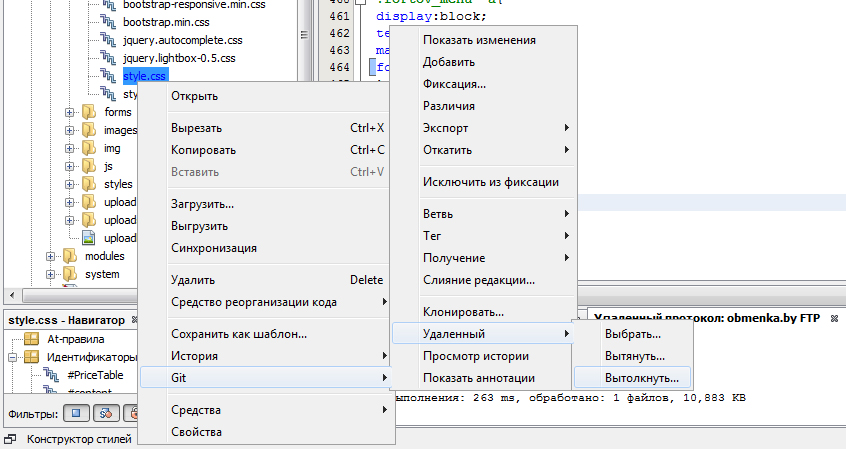 bootstrap-responsive.min.css
bootstrap.min.css
jquery.autocomplete.css
jquery.lightbox-0.5.css
style.css
sty
forms
images
img
js
styles
upload
upload
upload
modules
system
461
display:block;
462
te
463
ma
464
fo
Открыть
Вырезать Ctrl+X
Копировать Ctrl+C
Вставить Ctrl+V
Загрузить...
Выгрузить
Синхронизация
Удалить Delete
Средство реорганизации кода
Сохранить как шаблон...
История
Git
Средства
Свойства
Показать изменения
Добавить
Фиксация...
Различия
Экспорт
Откатить
Исключить из фиксации
Ветвь
Тег
Получение
Слияние редакции...
Клонировать...
Удаленный
Просмотр истории
Показать аннотации
Выбрать...
Вытянуть...
Вытолкнуть...
style.css - Навигатор
At-правила
Идентификаторы
#PriceTable
#content
Фильтры:
Конструктор стилей
Удаленный протокол: obmenka.by FTP
ыполнения: 263 ms, обработано: 1 файлов, 10,883 KB